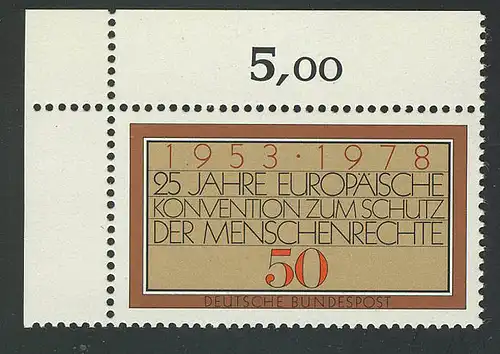 5,00
1953·1978
25 JAHRE EUROPÄISCHE
KONVENTION ZUM SCHUTZ
DER MENSCHENRECHTE
50
DEUTSCHE BUNDESPOST